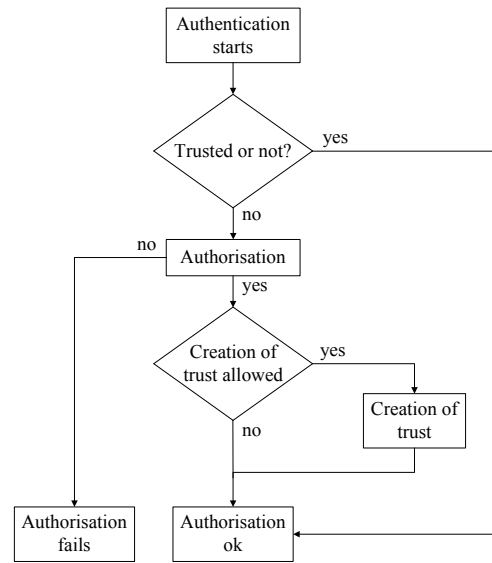 Authentication
starts
Trusted or not?
yes
no
no
Authorisation
yes
Creation of
trust allowed
yes
Creation of
trust
no
Authorisation
fails
Authorisation
ok